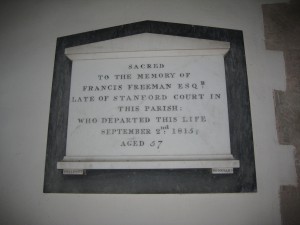 SACRED
TO THE MEMORY OF
FRANCIS FREEMAN ESQ.R
LATE OF STANFORD COURT IN
THIS PARISH:
WHO DEPARTED THIS LIFE
SEPTEMBER 2nd 1815;
AGED 57